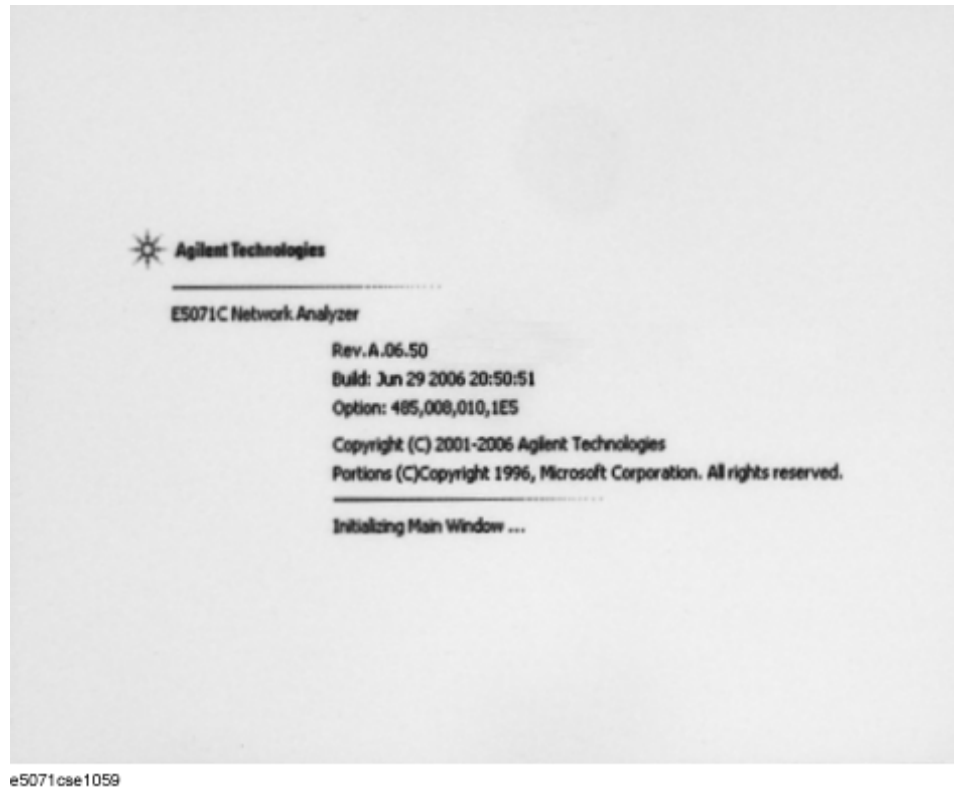 Agilent Technologies
E5071C Network Analyzer
Rev.A.06.50
Build: Jun 29 2006 20:50:51
Option: 485,008,010,1E5
Copyright (C) 2001-2006 Agilent Technologies
Portions (C)Copyright 1996, Microsoft Corporation. All rights reserved.
Initializing Main Window ...
e5071cse1059